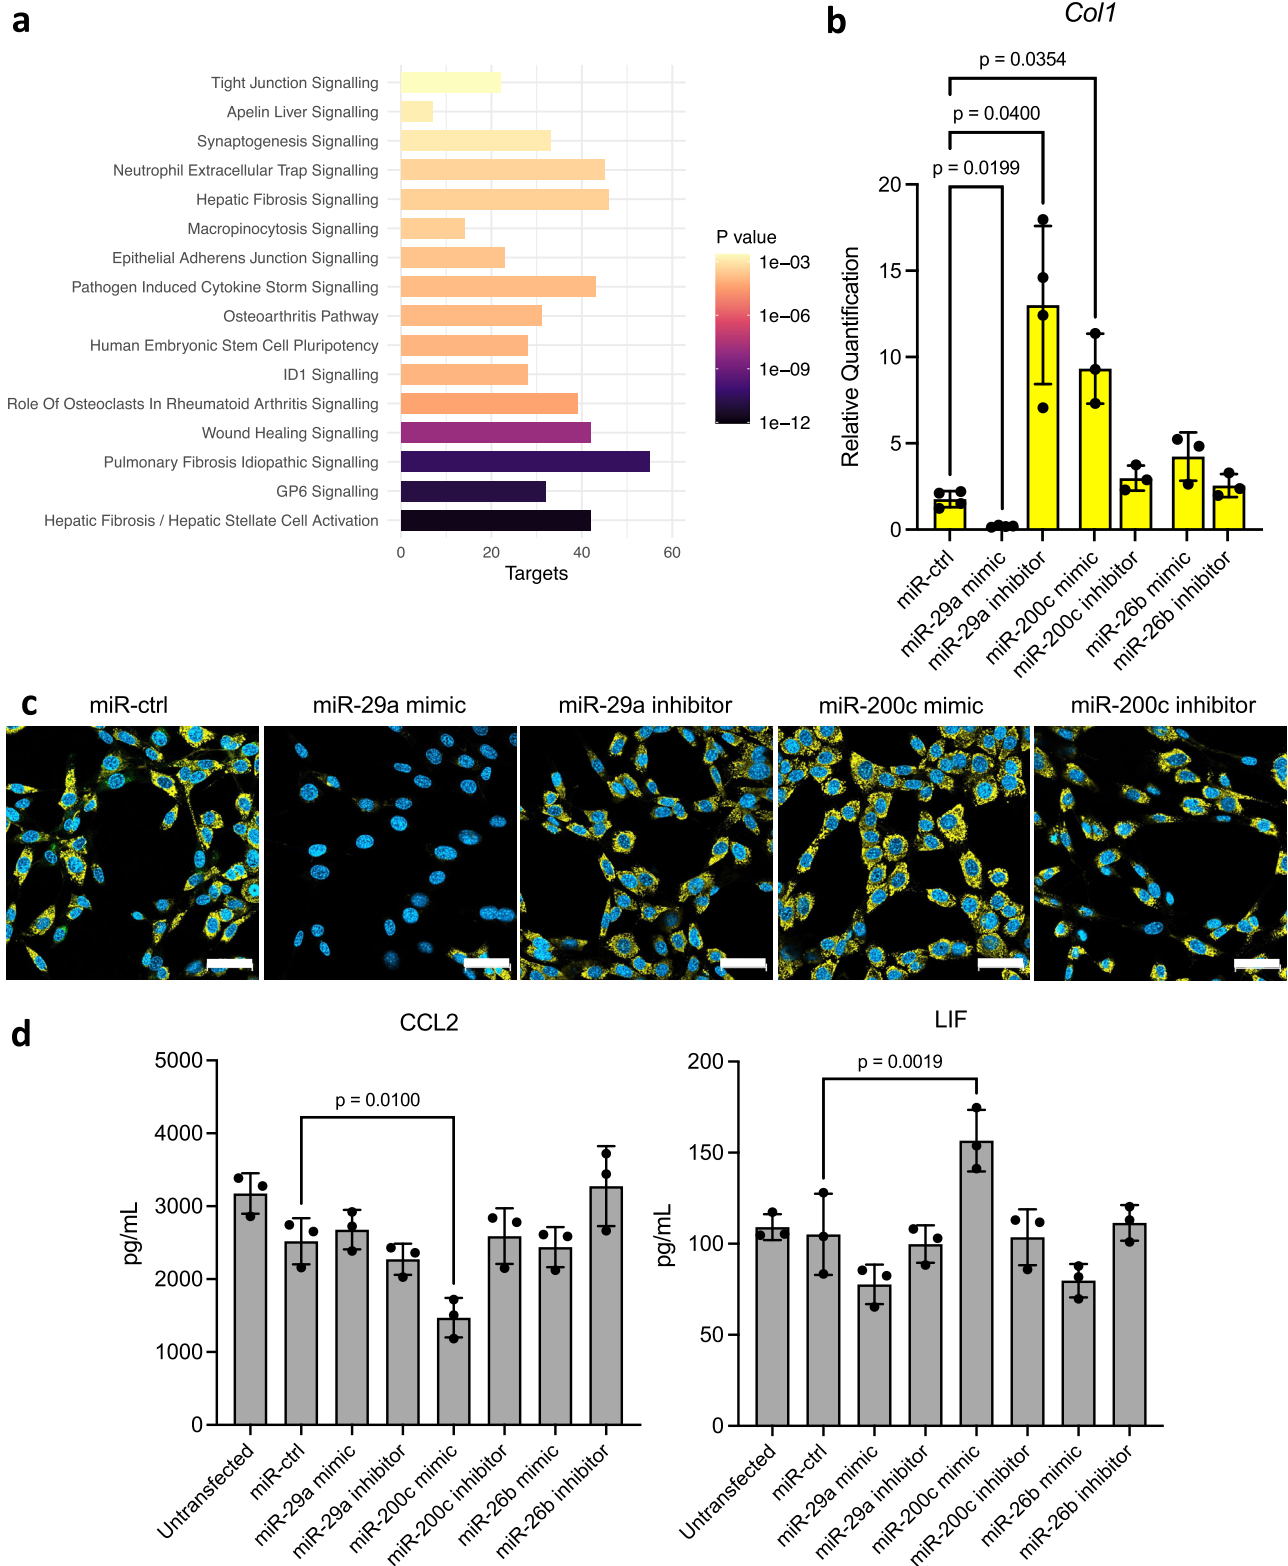 a
Tight Junction Signalling
Apelin Liver Signalling
Synaptogenesis Signalling
Neutrophil Extracellular Trap Signalling
Hepatic Fibrosis Signalling
Macropinocytosis Signalling
Epithelial Adherens Junction Signalling
Pathogen Induced Cytokine Storm Signalling
Osteoarthritis Pathway
Human Embryonic Stem Cell Pluripotency
ID1 Signalling
Role Of Osteoclasts In Rheumatoid Arthritis Signalling
Wound Healing Signalling
Pulmonary Fibrosis Idiopathic Signalling
GP6 Signalling
Hepatic Fibrosis / Hepatic Stellate Cell Activation
0 20 40 60
Targets
P value
1e−03
1e−06
1e−09
1e−12
b
Col1
p = 0.0354
p = 0.0400
p = 0.0199
Relative Quantification
20
15
10
5
0
miR-ctrl
miR-29a mimic
miR-29a inhibitor
miR-200c mimic
miR-200c inhibitor
miR-26b mimic
miR-26b inhibitor
c
miR-ctrl
miR-29a mimic
miR-29a inhibitor
miR-200c mimic
miR-200c inhibitor
d
CCL2
p = 0.0100
pg/mL
5000
4000
3000
2000
1000
0
Untransfected
miR-ctrl
miR-29a mimic
miR-29a inhibitor
miR-200c mimic
miR-200c inhibitor
miR-26b mimic
miR-26b inhibitor
LIF
p = 0.0019
pg/mL
200
150
100
50
0
Untransfected
miR-ctrl
miR-29a mimic
miR-29a inhibitor
miR-200c mimic
miR-200c inhibitor
miR-26b mimic
miR-26b inhibitor